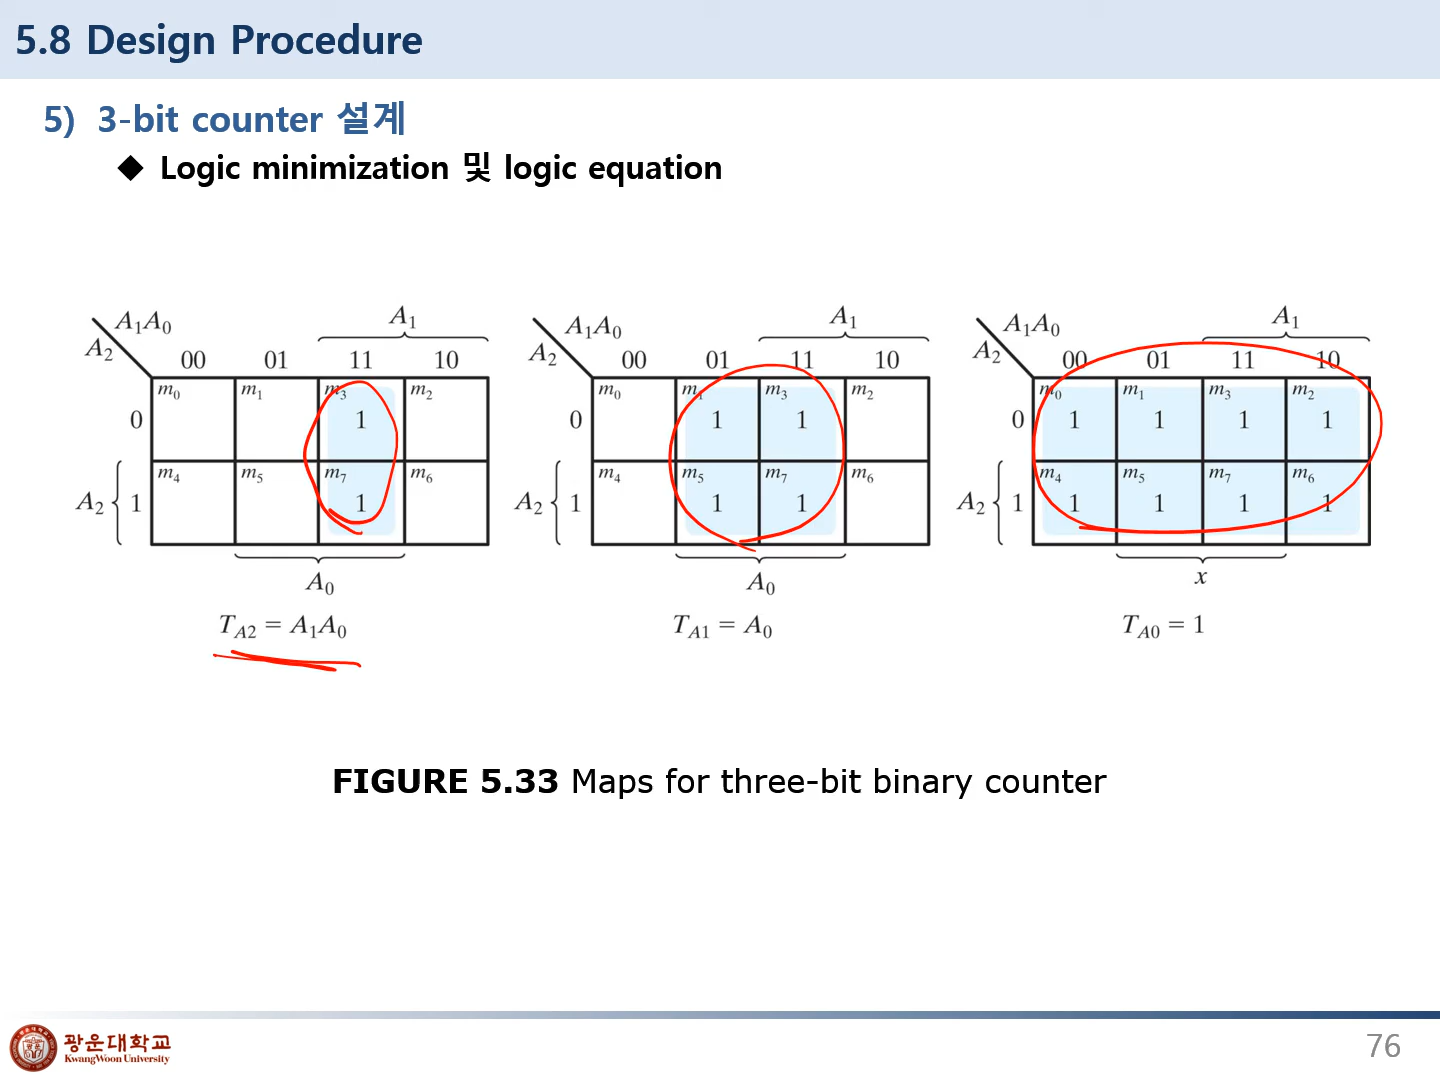 5.8 Design Procedure
5) 3-bit counter 설계
◆ Logic minimization 및 logic equation
A₁A₀ A₁
A₂ 00 01 11 10
m₀ m₁ m₃ m₂
0 1
m₄ m₅ m₇ m₆
A₂ 1 1
A₀
T_A2 = A₁A₀
A₁A₀ A₁
A₂ 00 01 11 10
m₀ m₁ m₃ m₂
0 1 1
m₄ m₅ m₇ m₆
A₂ 1 1 1
A₀
T_A1 = A₀
A₁A₀ A₁
A₂ 00 01 11 10
m₀ m₁ m₃ m₂
0 1 1 1 1
m₄ m₅ m₇ m₆
A₂ 1 1 1 1 1
x
T_A0 = 1
FIGURE 5.33 Maps for three-bit binary counter
광운대학교
KwangWoon University
76